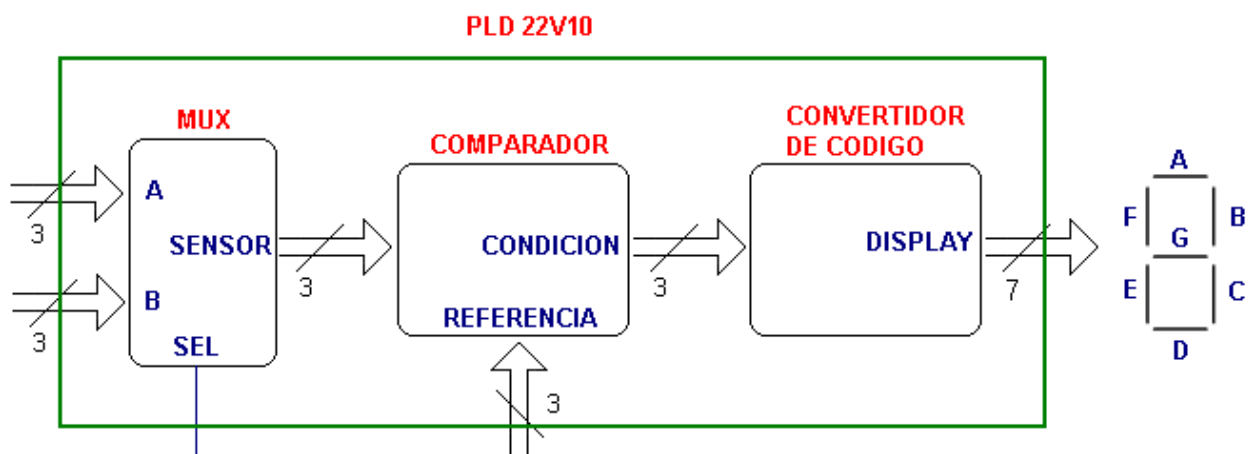 PLD 22V10
MUX
COMPARADOR
CONVERTIDOR
DE CODIGO
A
3
SENSOR
3
B
3
SEL
CONDICION
3
REFERENCIA
3
DISPLAY
7
A
F
B
G
E
C
D